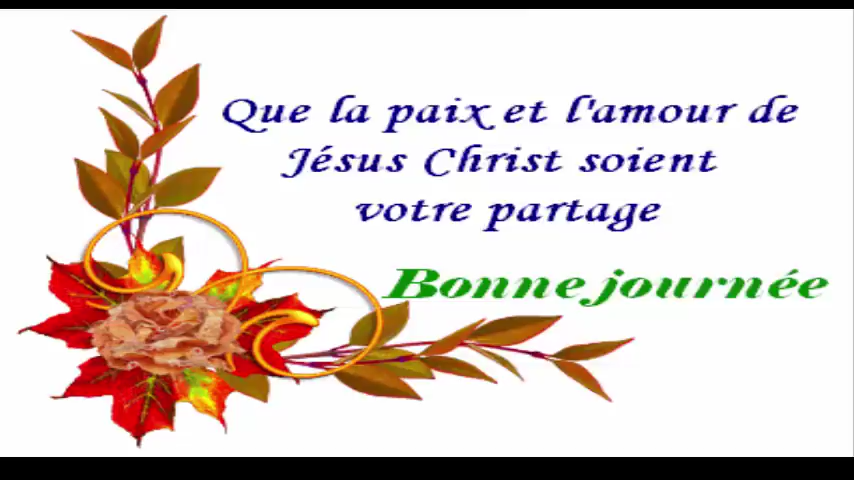 Que la paix et l'amour de
Jésus Christ soient
votre partage
Bonne journée